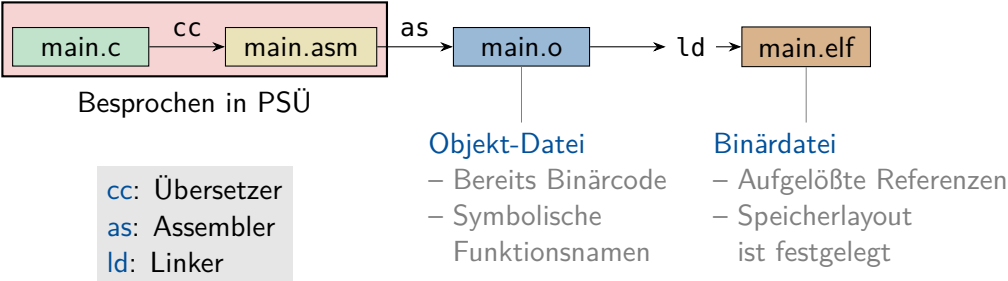 main.c cc main.asm as main.o ld main.elf
Besprochen in PSÜ
Objekt-Datei
– Bereits Binärcode
– Symbolische
Funktionsnamen
Binärdatei
– Aufgelößte Referenzen
– Speicherlayout
ist festgelegt
cc: Übersetzer
as: Assembler
ld: Linker